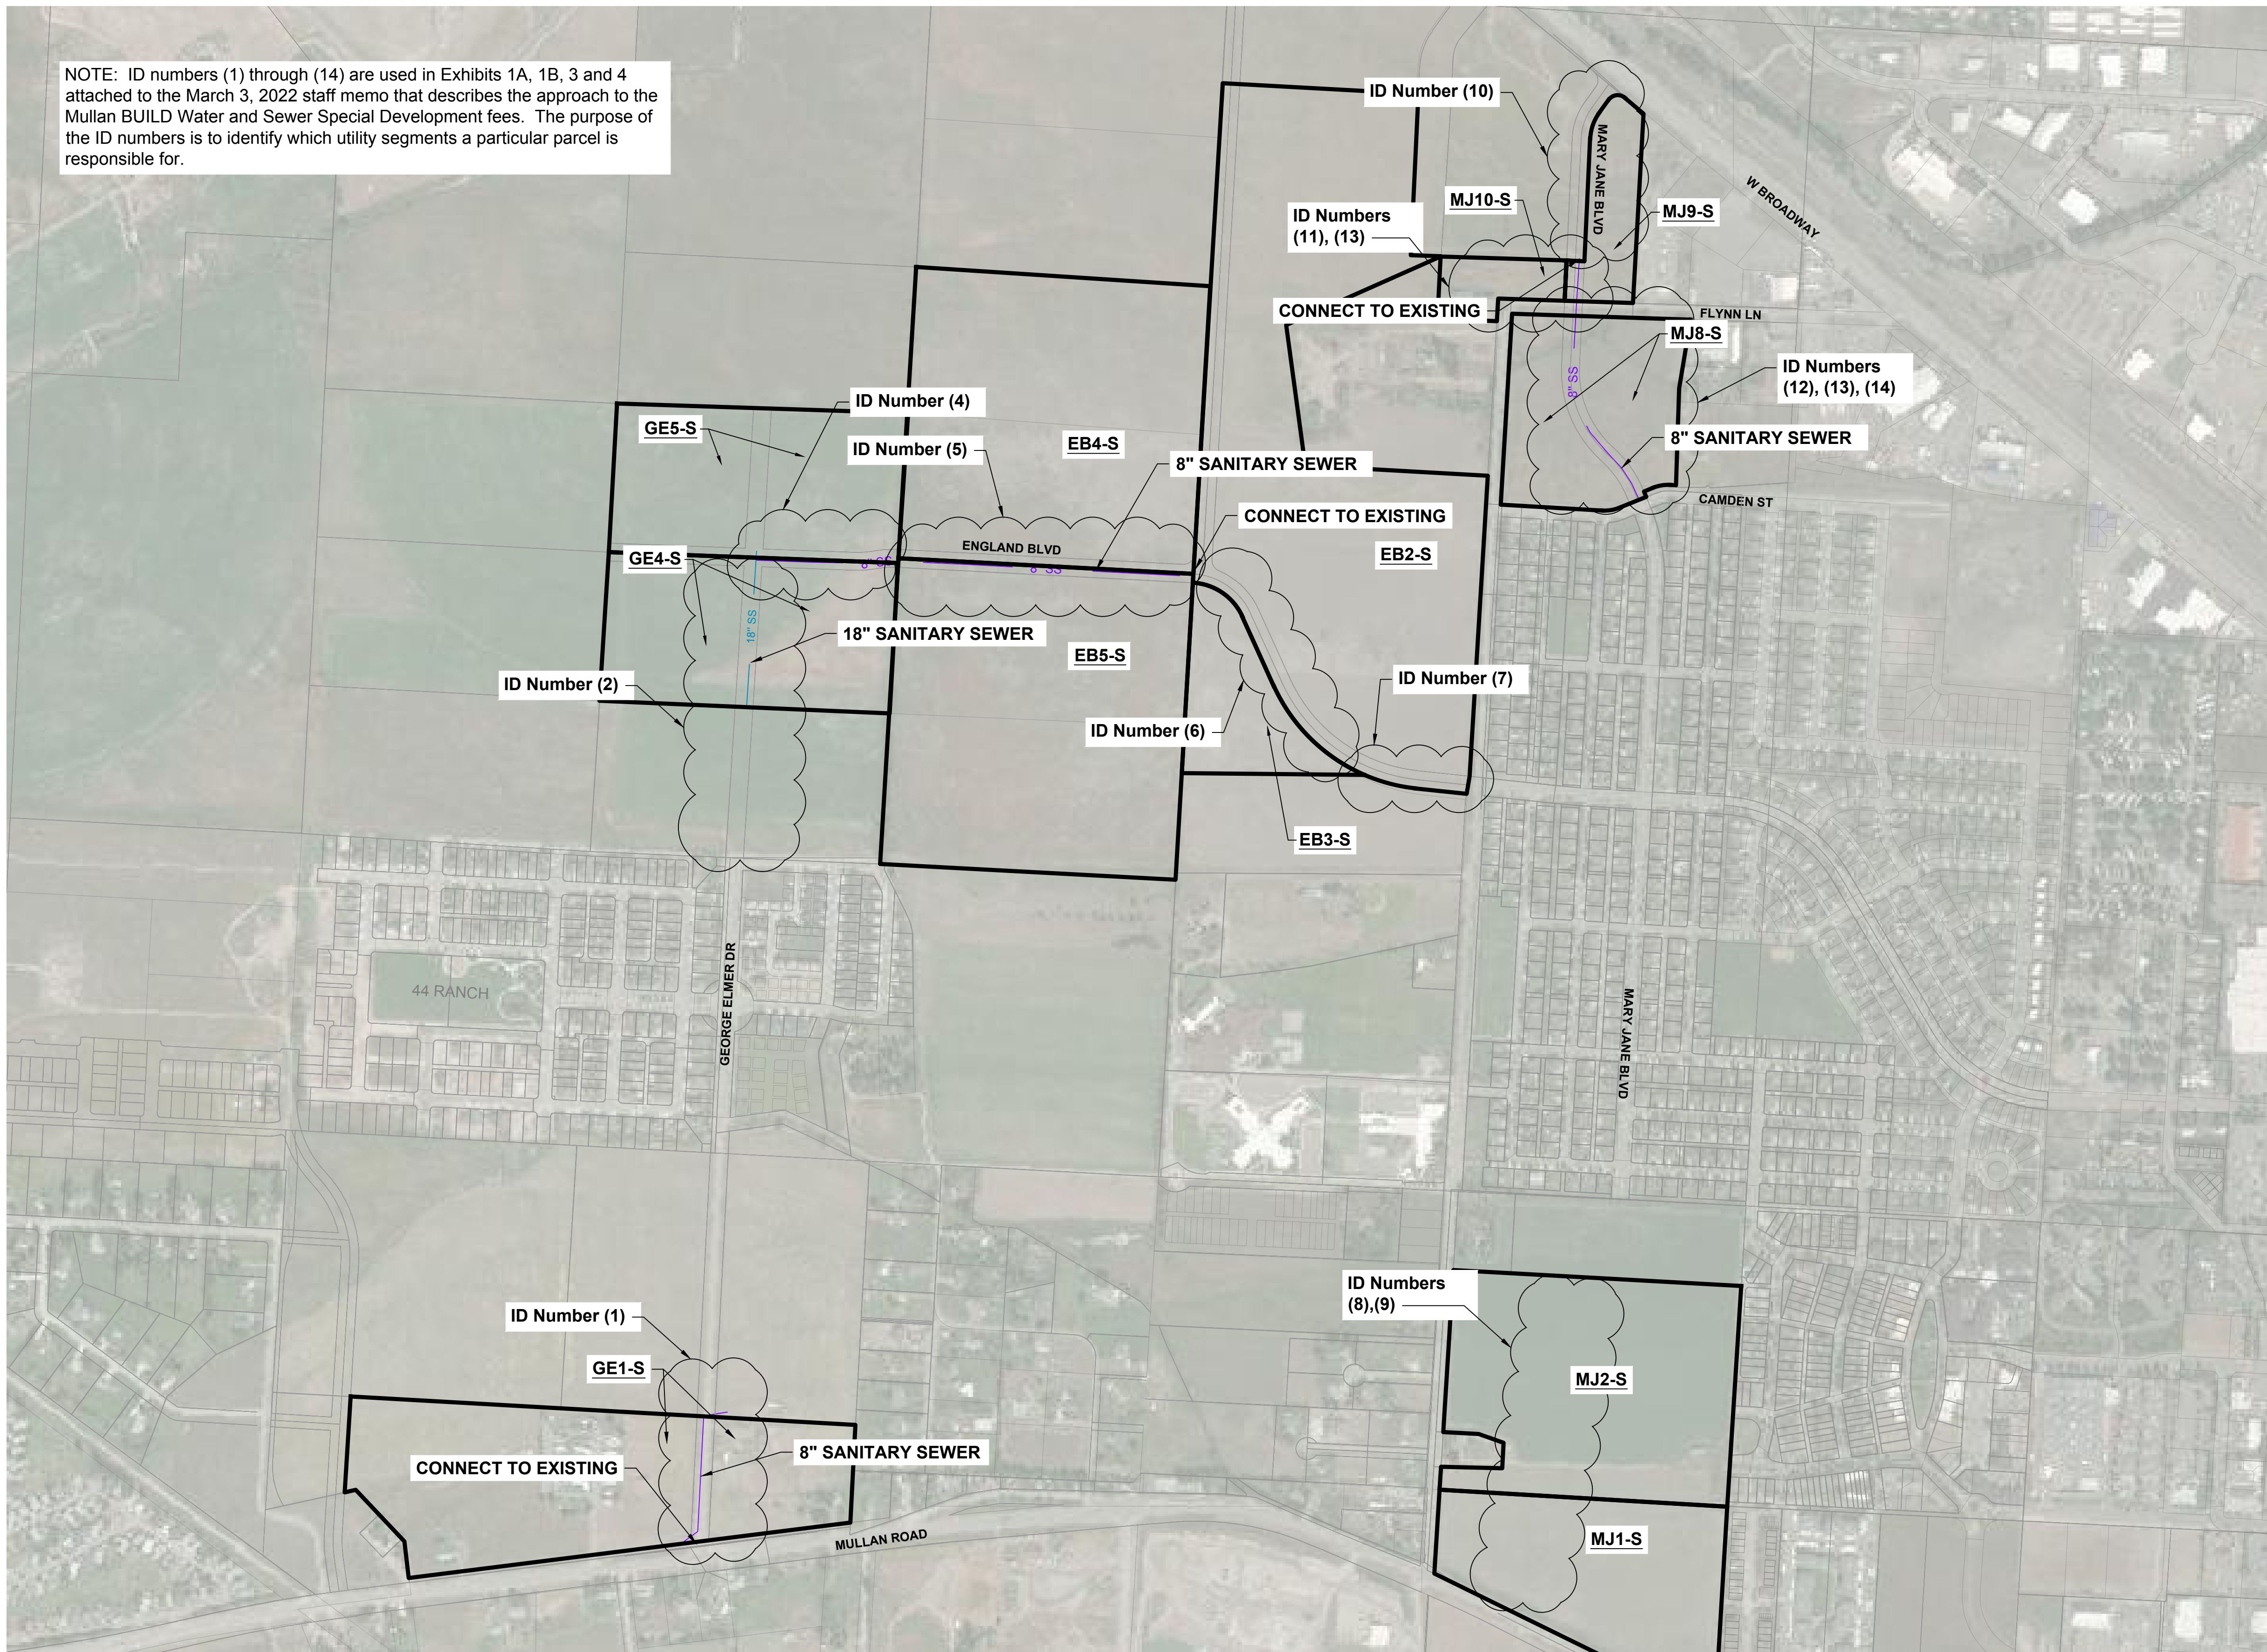 NOTE: ID numbers (1) through (14) are used in Exhibits 1A, 1B, 3 and 4
attached to the March 3, 2022 staff memo that describes the approach to the
Mullan BUILD Water and Sewer Special Development fees. The purpose of
the ID numbers is to identify which utility segments a particular parcel is
responsible for.
ID Number (10)
MARY JANE BLVD
W BROADWAY
MJ10-S
MJ9-S
ID Numbers
(11), (13)
CONNECT TO EXISTING
FLYNN LN
MJ8-S
ID Numbers
(12), (13), (14)
8" SS
8" SANITARY SEWER
CAMDEN ST
ID Number (4)
GE5-S
ID Number (5)
EB4-S
8" SANITARY SEWER
CONNECT TO EXISTING
ENGLAND BLVD
EB2-S
GE4-S
8" SS
8" SS
18" SS
18" SANITARY SEWER
EB5-S
ID Number (2)
ID Number (7)
ID Number (6)
EB3-S
44 RANCH
GEORGE ELMER DR
MARY JANE BLVD
ID Numbers
(8),(9)
ID Number (1)
GE1-S
MJ2-S
8" SANITARY SEWER
CONNECT TO EXISTING
MULLAN ROAD
MJ1-S